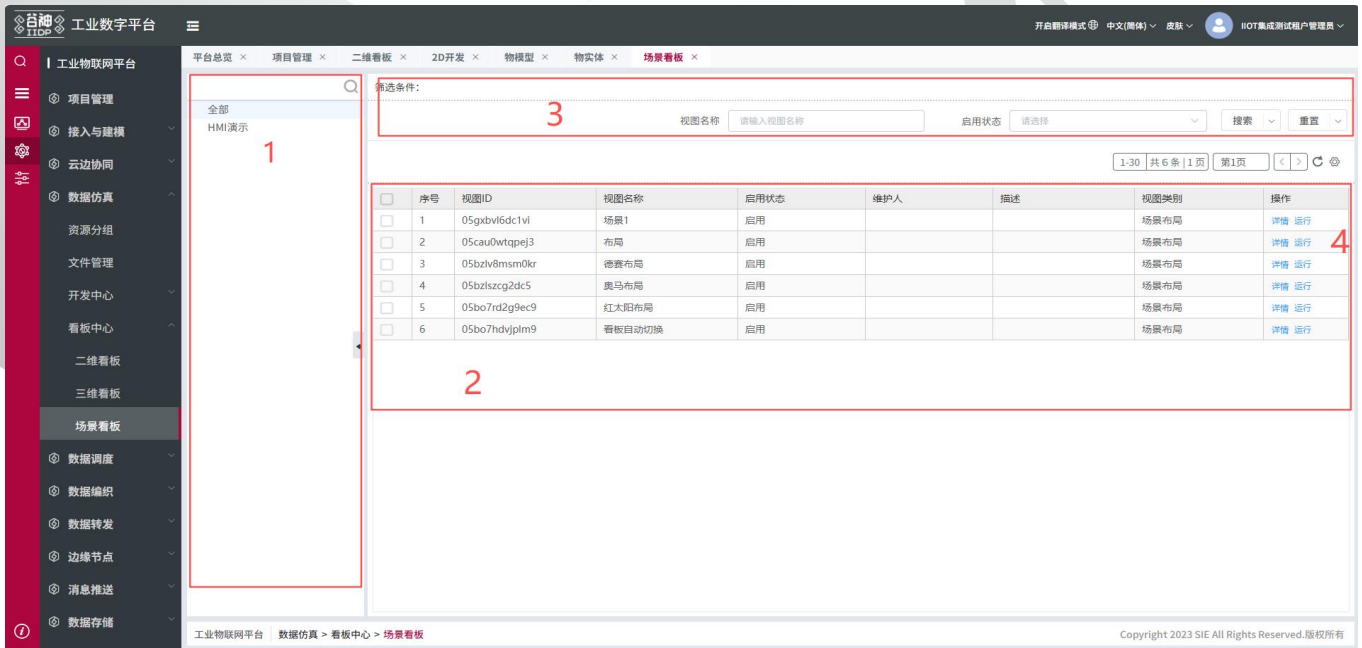 谷神 IIDP 工业数字平台 开启翻译模式 中文(简体) 皮肤 IIOT集成测试租户管理员
工业物联网平台
项目管理
接入与建模
云边协同
数据仿真
资源分组
文件管理
开发中心
看板中心
二维看板
三维看板
场景看板
数据调度
数据编织
数据转发
边缘节点
消息推送
数据存储
平台总览 × 项目管理 × 二维看板 × 2D开发 × 物模型 × 物实体 × 场景看板 ×
全部
HMI演示
1
筛选条件:
3
视图名称 请输入视图名称 启用状态 请选择 搜索 重置
1-30 共 6 条 | 1 页 第1页
序号 视图ID 视图名称 启用状态 维护人 描述 视图类别 操作
1 05gxbvl6dc1vi 场景1 启用 场景布局 详情 运行
2 05cau0wtqpej3 布局 启用 场景布局 详情 运行
3 05bzlv8msm0kr 德赛布局 启用 场景布局 详情 运行
4 05bzlszcg2dc5 奥马布局 启用 场景布局 详情 运行
5 05bo7rd2g9ec9 红太阳布局 启用 场景布局 详情 运行
6 05bo7hdvjplm9 看板自动切换 启用 场景布局 详情 运行
4
2
工业物联网平台 数据仿真 > 看板中心 > 场景看板 Copyright 2023 SIE All Rights Reserved.版权所有